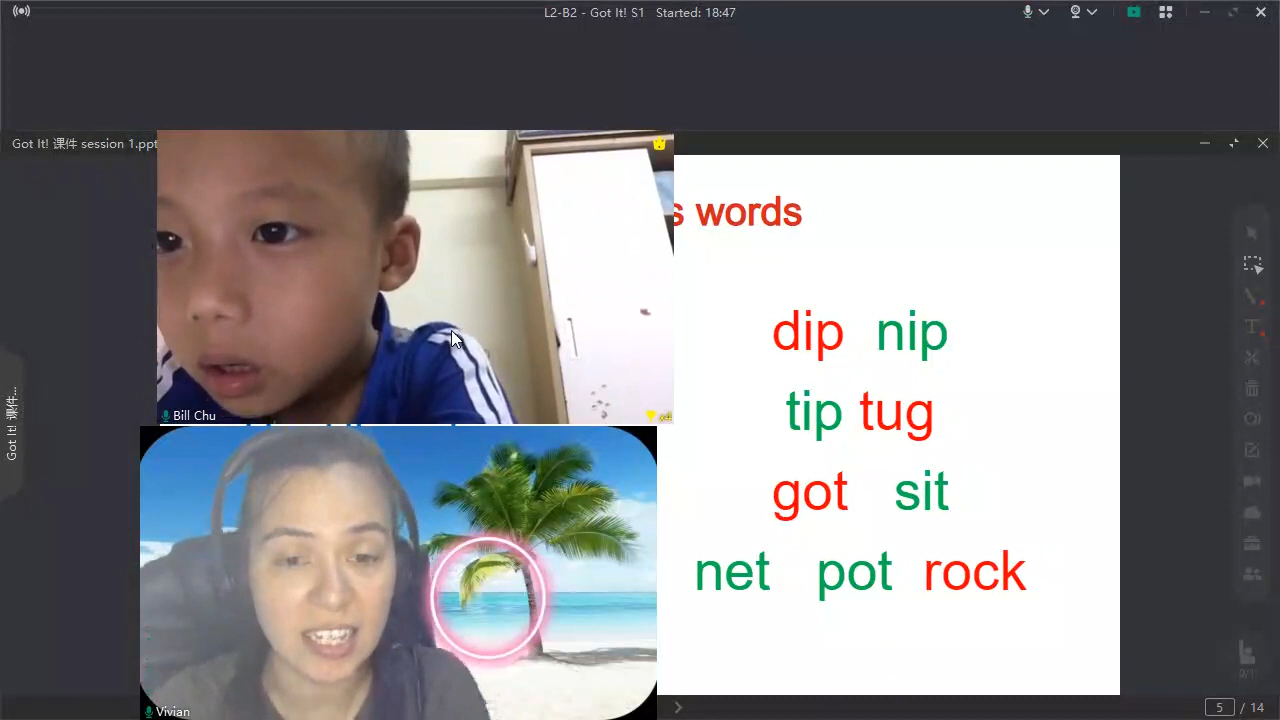 L2-B2 - Got It! S1 Started: 18:47
Got It! 课件 session 1.ppt
s words
dip nip
tip tug
got sit
net pot rock
Bill Chu
x4
Vivian
Got It! 课件...
5 / 14